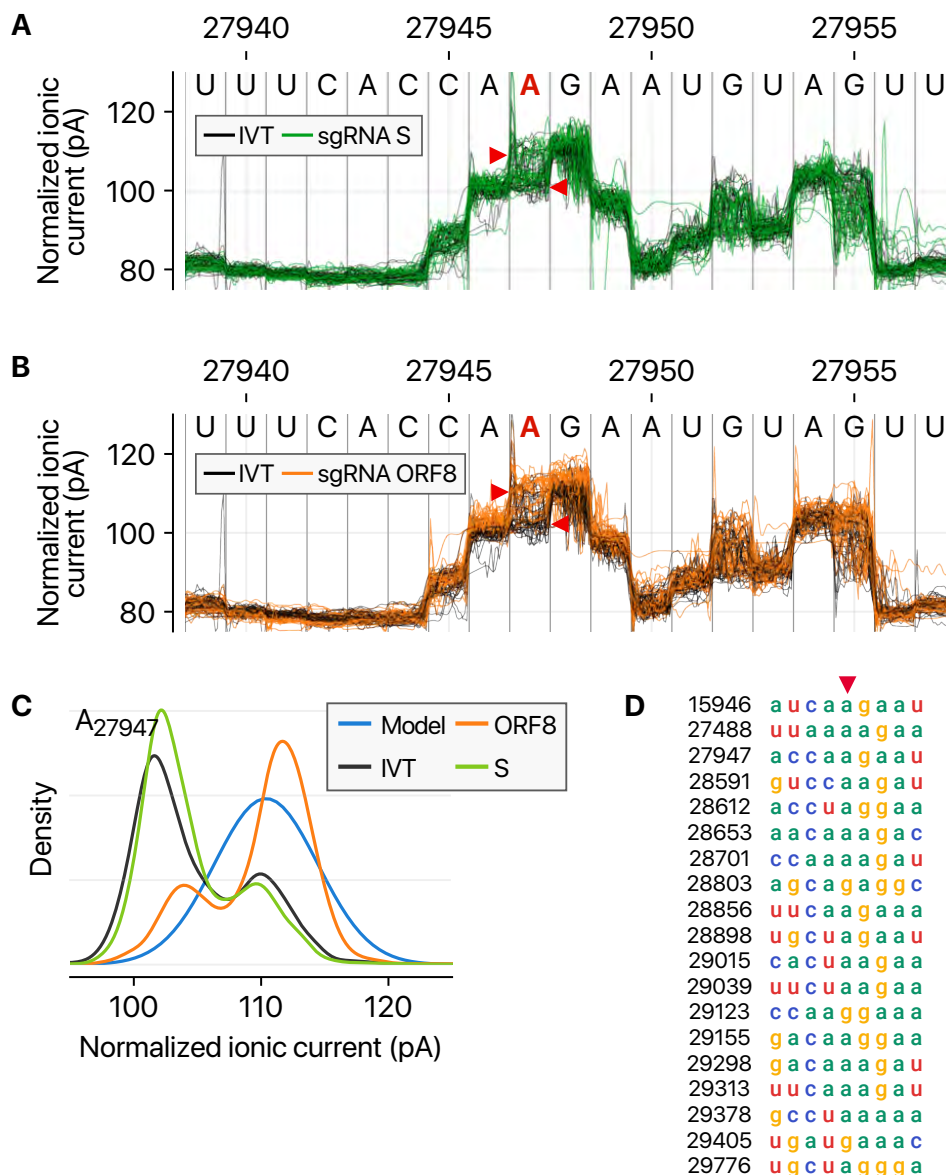 A
27940 27945 27950 27955
U U U C A C C A A G A A U G U A G U U
120
100
80
Normalized ionic
current (pA)
IVT sgRNA S
B
27940 27945 27950 27955
U U U C A C C A A G A A U G U A G U U
120
100
80
Normalized ionic
current (pA)
IVT sgRNA ORF8
C
A27947
Model ORF8
IVT S
Density
100 110 120
Normalized ionic current (pA)
D
15946 a u c a a g a a u
27488 u u a a a a g a a
27947 a c c a a g a a u
28591 g u c c a a g a u
28612 a c c u a g g a a
28653 a a c a a a g a c
28701 c c a a a a g a u
28803 a g c a g a g g c
28856 u u c a a g a a a
28898 u g c u a g a a u
29015 c a c u a a g a a
29039 u u c u a a g a a
29123 c c a a g g a a a
29155 g a c a a g g a a
29298 g a c a a a g a u
29313 u u c a a a g a u
29378 g c c u a a a a a
29405 u g a u g a a a c
29776 u g c u a g g g a